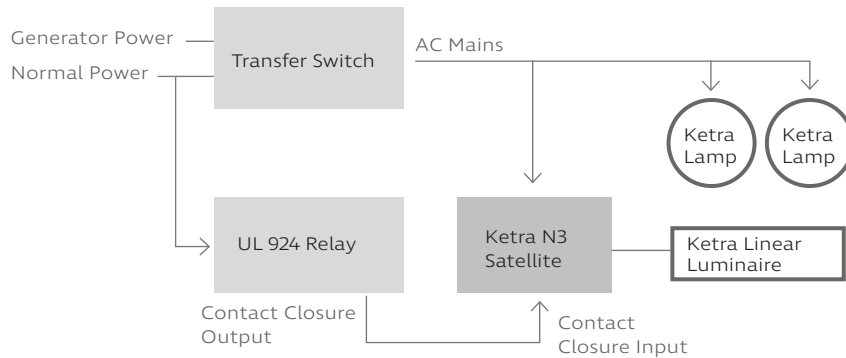 Generator Power
Normal Power
Transfer Switch
AC Mains
Ketra
Lamp
Ketra
Lamp
UL 924 Relay
Ketra N3
Satellite
Ketra Linear
Luminaire
Contact Closure
Output
Contact
Closure Input